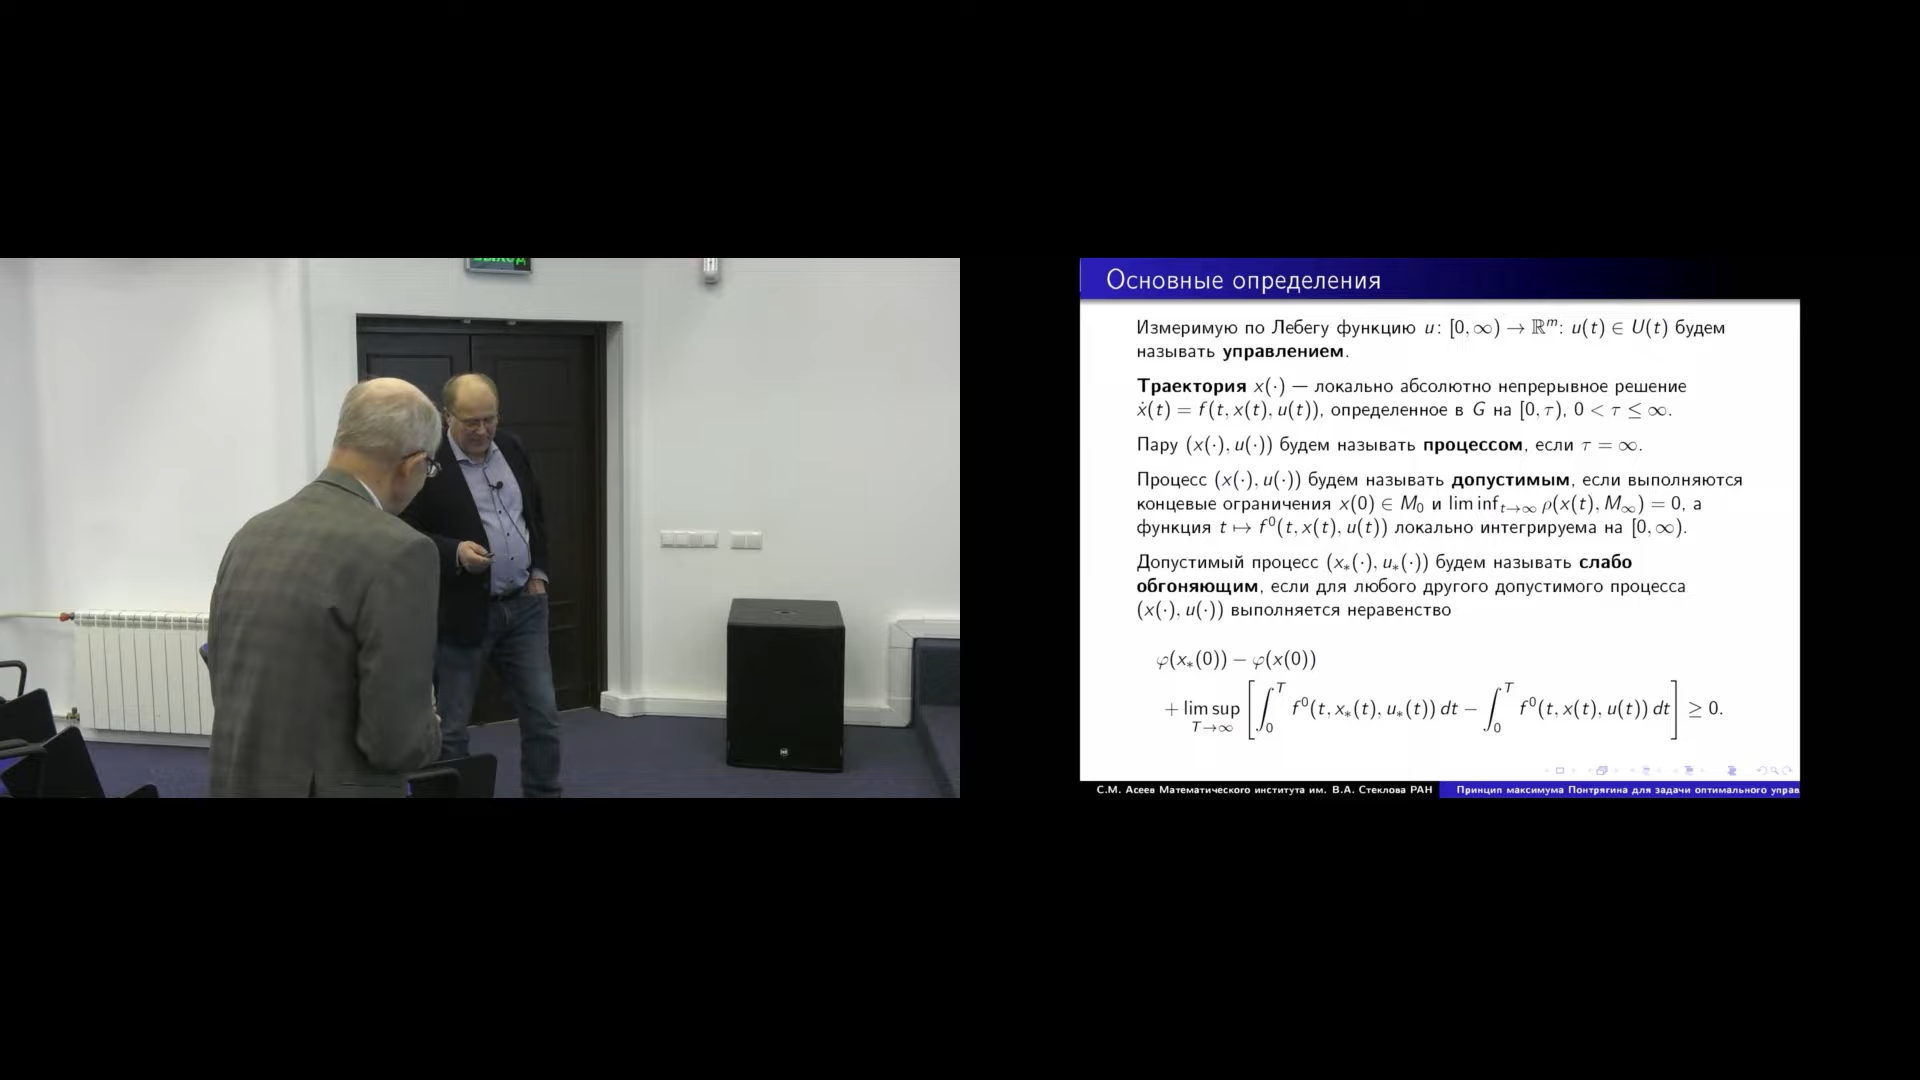 ВЫХОД
Основные определения
Измеримую по Лебегу функцию u: [0, ∞) → ℝᵐ: u(t) ∈ U(t) будем
называть управлением.
Траектория x(·) — локально абсолютно непрерывное решение
ẋ(t) = f(t, x(t), u(t)), определенное в G на [0, τ), 0 < τ ≤ ∞.
Пару (x(·), u(·)) будем называть процессом, если τ = ∞.
Процесс (x(·), u(·)) будем называть допустимым, если выполняются
концевые ограничения x(0) ∈ M₀ и lim inf_{t→∞} ρ(x(t), M_∞) = 0, а
функция t ↦ f⁰(t, x(t), u(t)) локально интегрируема на [0, ∞).
Допустимый процесс (x_*(·), u_*(·)) будем называть слабо
обгоняющим, если для любого другого допустимого процесса
(x(·), u(·)) выполняется неравенство
φ(x_*(0)) − φ(x(0))
+ lim sup_{T→∞} [∫₀ᵀ f⁰(t, x_*(t), u_*(t)) dt − ∫₀ᵀ f⁰(t, x(t), u(t)) dt] ≥ 0.
С.М. Асеев Математического института им. В.А. Стеклова РАН
Принцип максимума Понтрягина для задачи оптимального управ